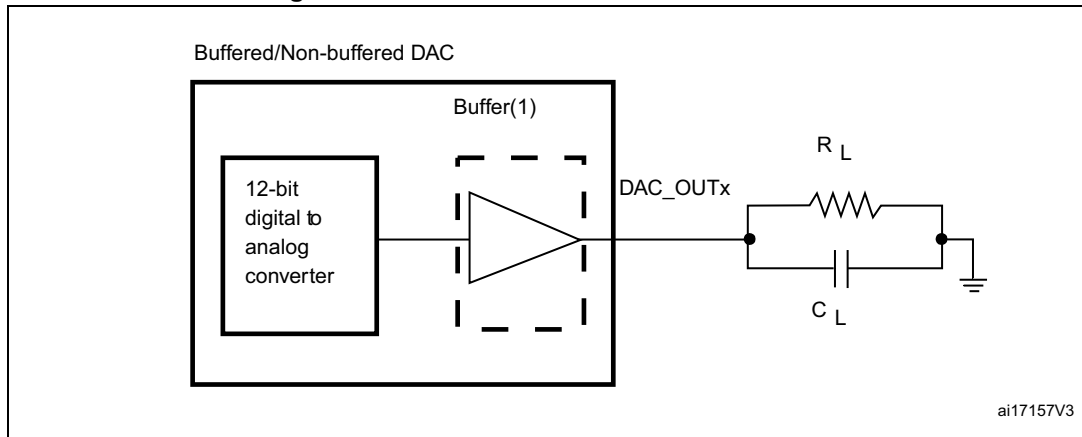 Buffered/Non-buffered DAC
Buffer(1)
12-bit
digital to
analog
converter
DAC_OUTx
R L
C L
ai17157V3